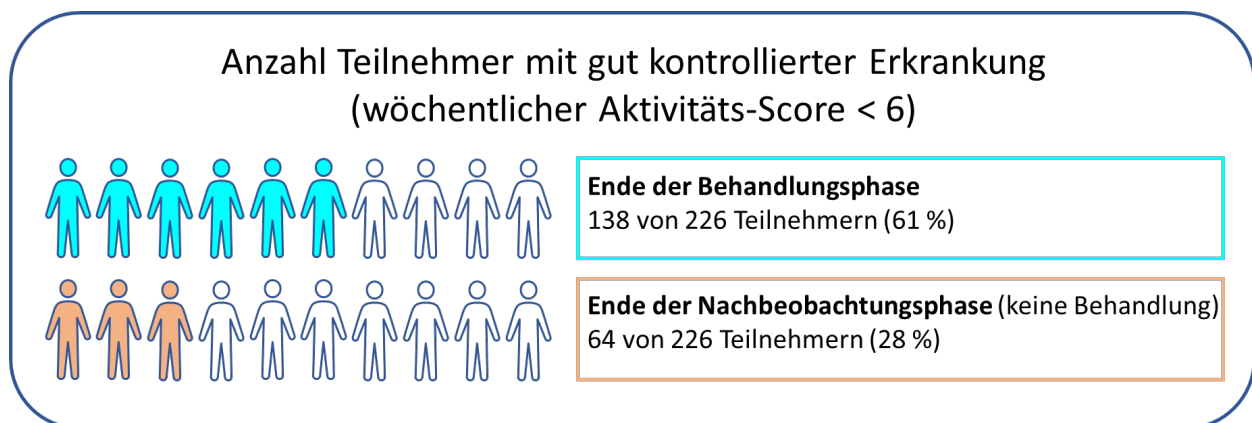 Anzahl Teilnehmer mit gut kontrollierter Erkrankung
(wöchentlicher Aktivitäts-Score < 6)
Ende der Behandlungsphase
138 von 226 Teilnehmern (61 %)
Ende der Nachbeobachtungsphase (keine Behandlung)
64 von 226 Teilnehmern (28 %)